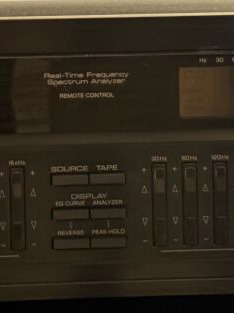 Hz 30
Real-Time Frequency
Spectrum Analyzer
REMOTE CONTROL
16KHz
SOURCE TAPE
30Hz 60Hz 120Hz
+ + + + +
DISPLAY
EQ CURVE ANALYZER
REVERSE PEAK HOLD
- - - - -